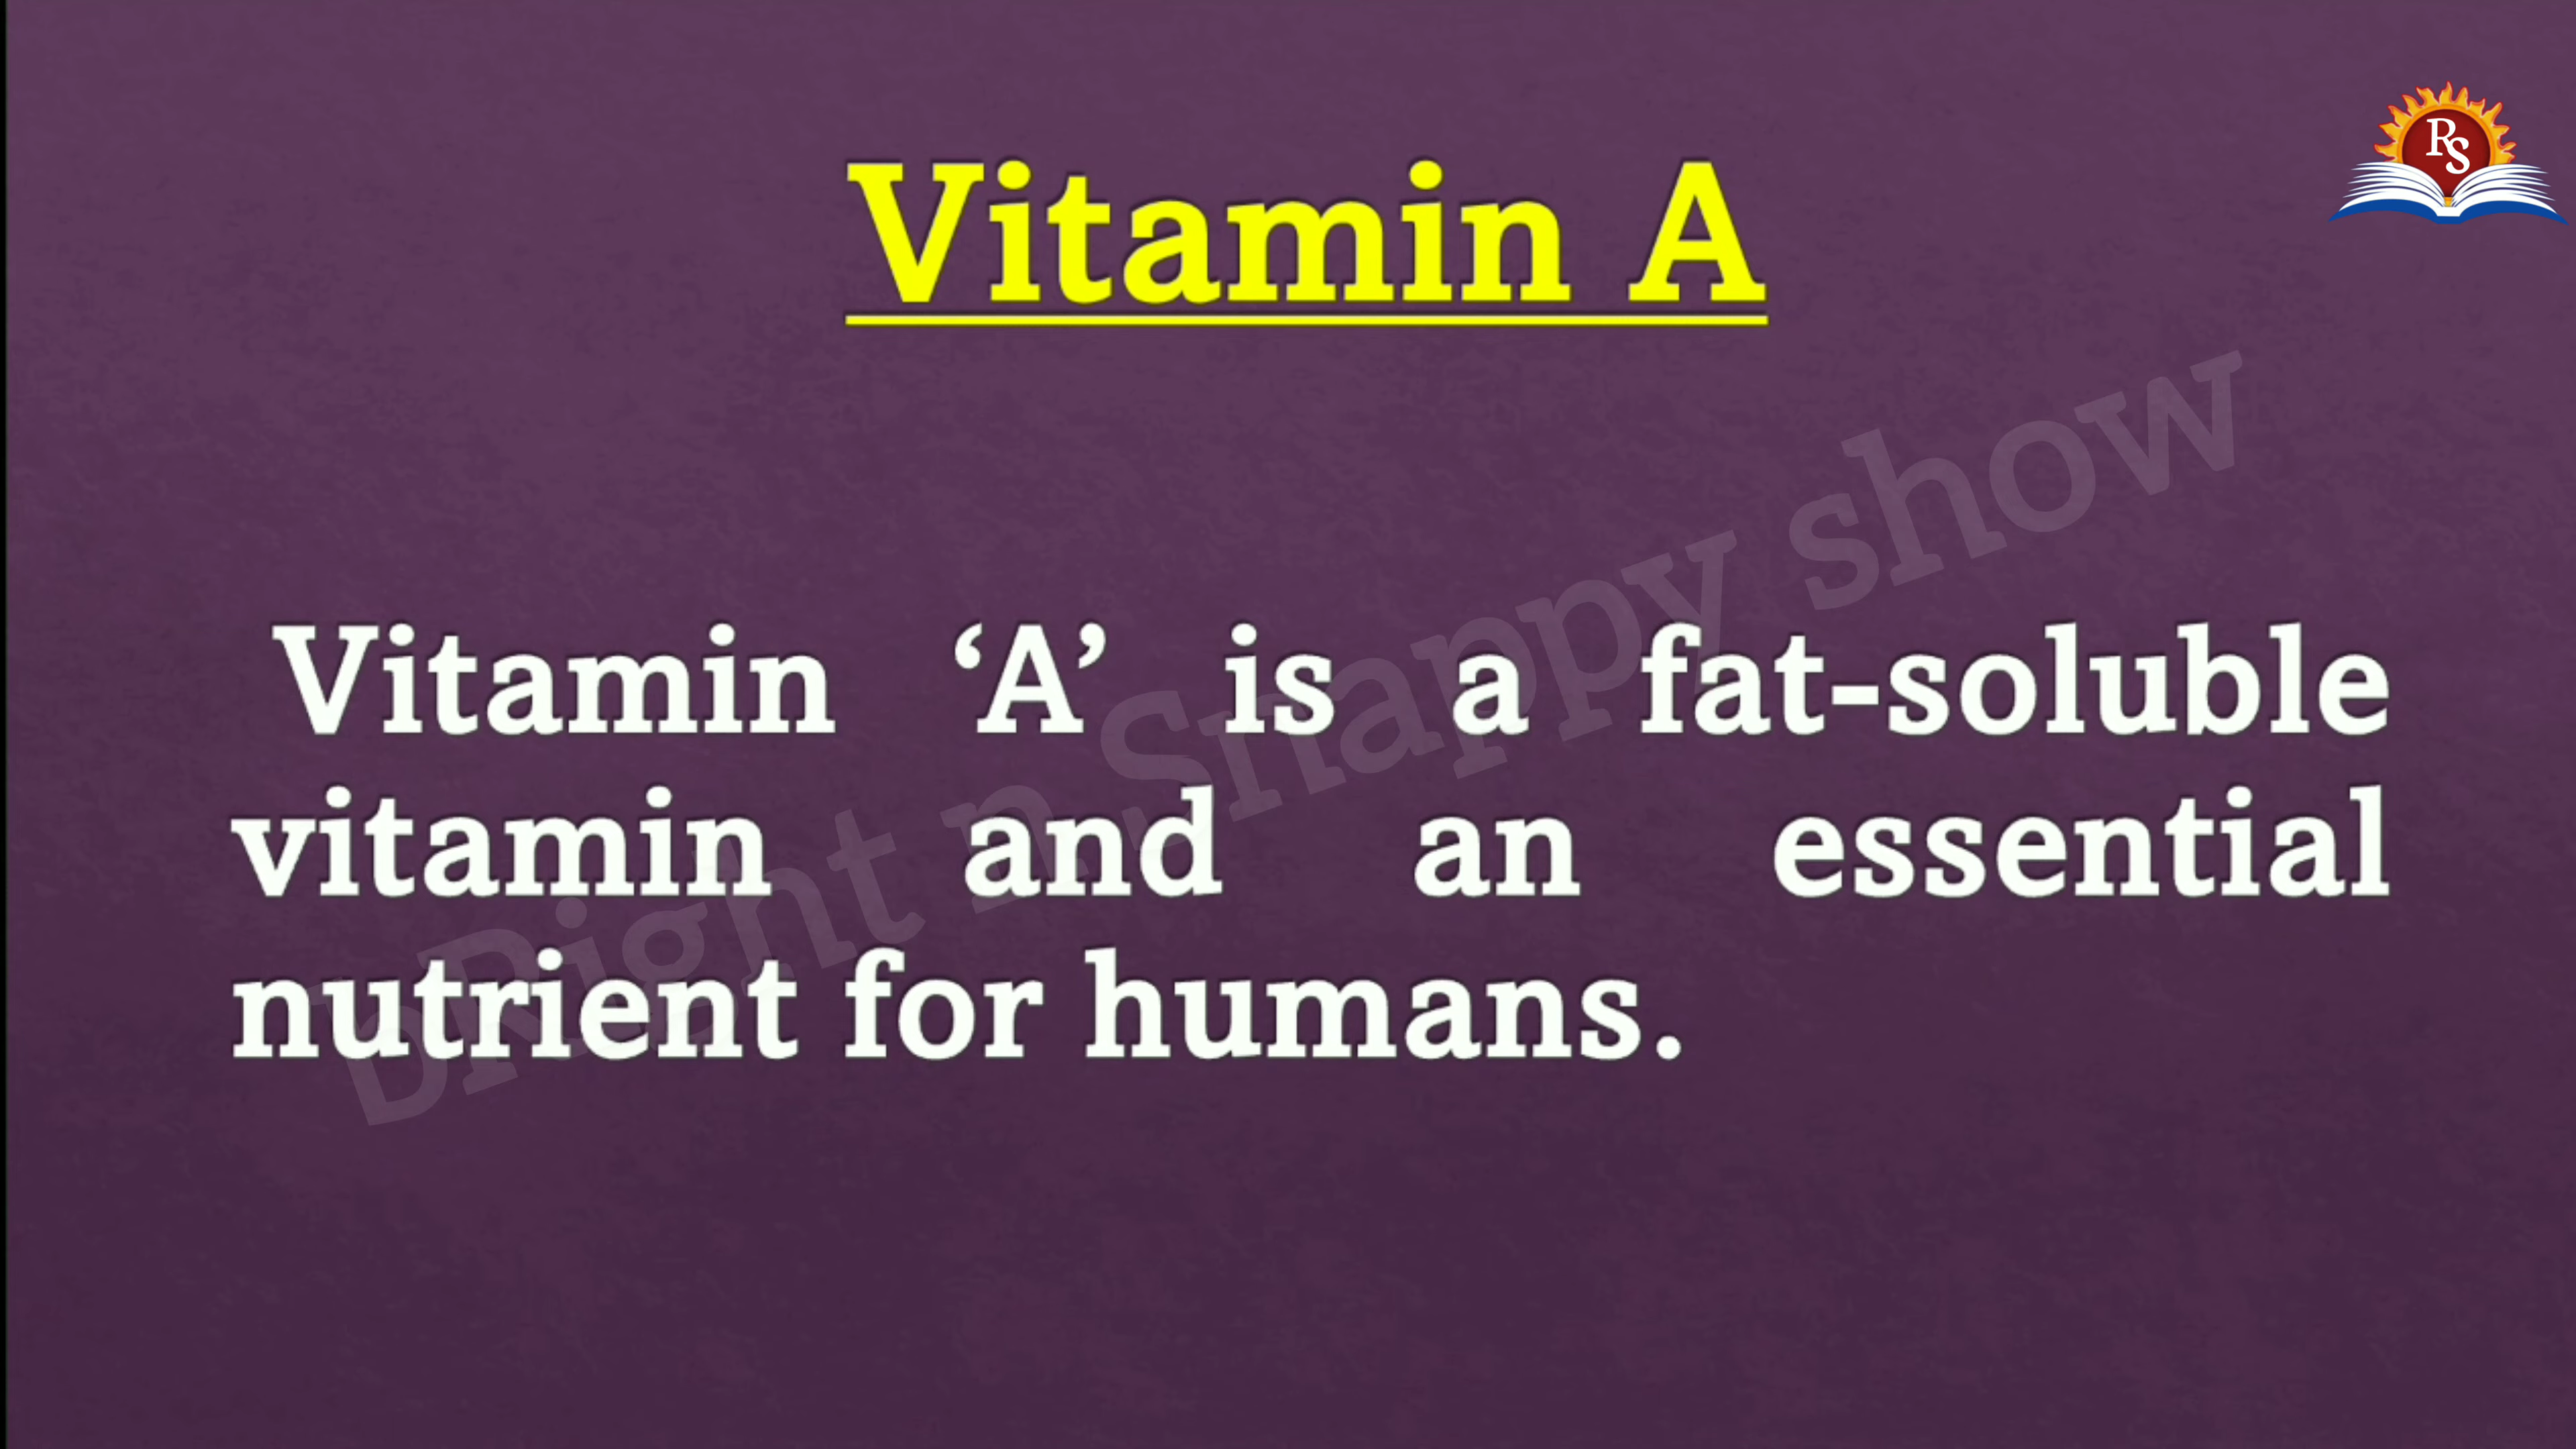 Vitamin A
RS
Vitamin ‘A’ is a fat-soluble
vitamin and an essential
nutrient for humans.
bRight n Snappy show